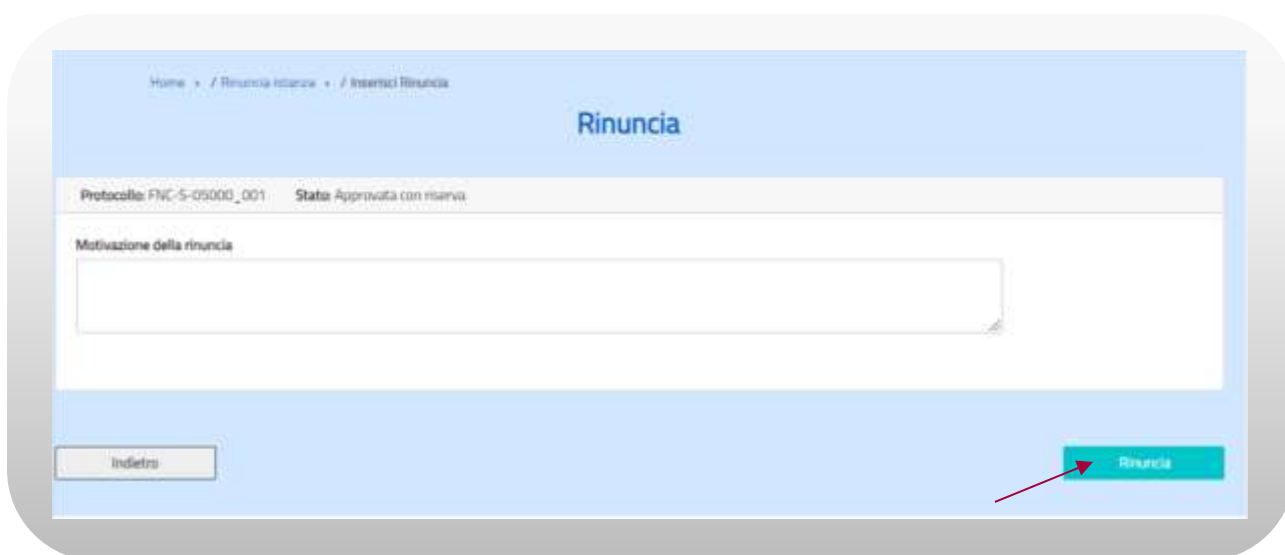 Home / Rinuncia istanza / Inserisci Rinuncia
Rinuncia
Protocollo: FNC-S-05000_001 Stato: Approvata con riserva
Motivazione della rinuncia
Indietro
Rinuncia